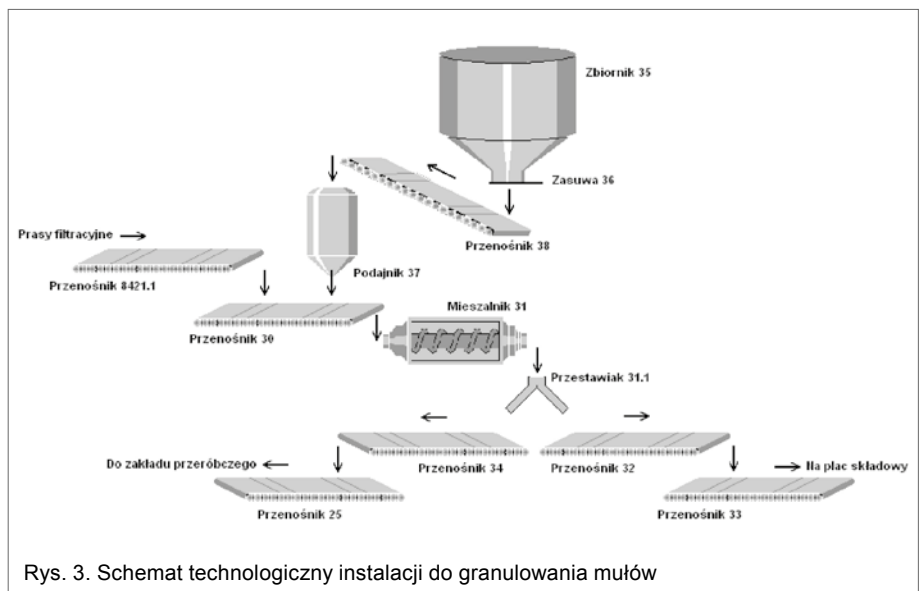 Zbiornik 35
Zasuwa 36
Przenośnik 38
Prasy filtracyjne
Podajnik 37
Przenośnik 8421.1
Mieszalnik 31
Przenośnik 30
Przestawiak 31.1
Do zakładu przeróbczego
Przenośnik 34
Przenośnik 32
Na plac składowy
Przenośnik 25
Przenośnik 33
Rys. 3. Schemat technologiczny instalacji do granulowania mułów